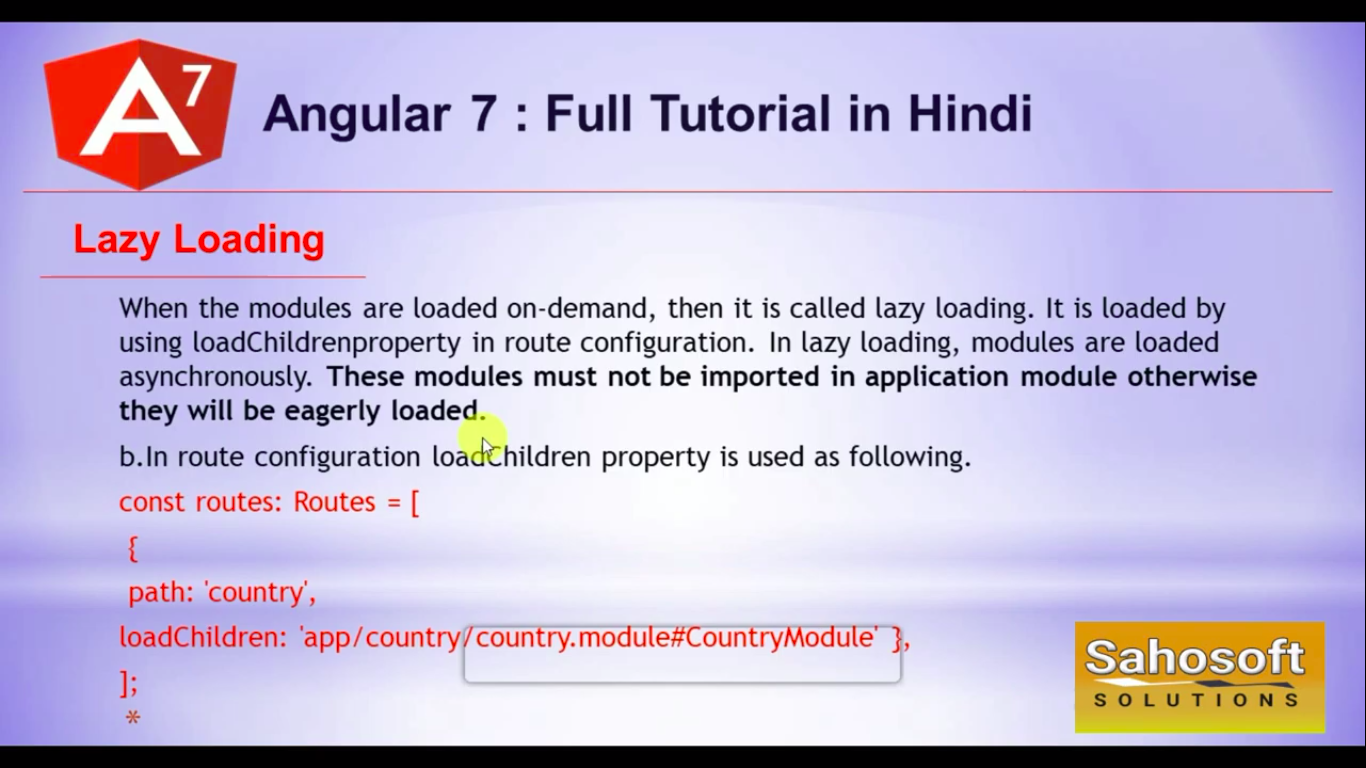 A7
Angular 7 : Full Tutorial in Hindi
Lazy Loading
When the modules are loaded on-demand, then it is called lazy loading. It is loaded by
using loadChildrenproperty in route configuration. In lazy loading, modules are loaded
asynchronously. These modules must not be imported in application module otherwise
they will be eagerly loaded.
b.In route configuration loadChildren property is used as following.
const routes: Routes = [
{
path: 'country',
loadChildren: 'app/country/country.module#CountryModule' },
];
*
Sahosoft
SOLUTIONS